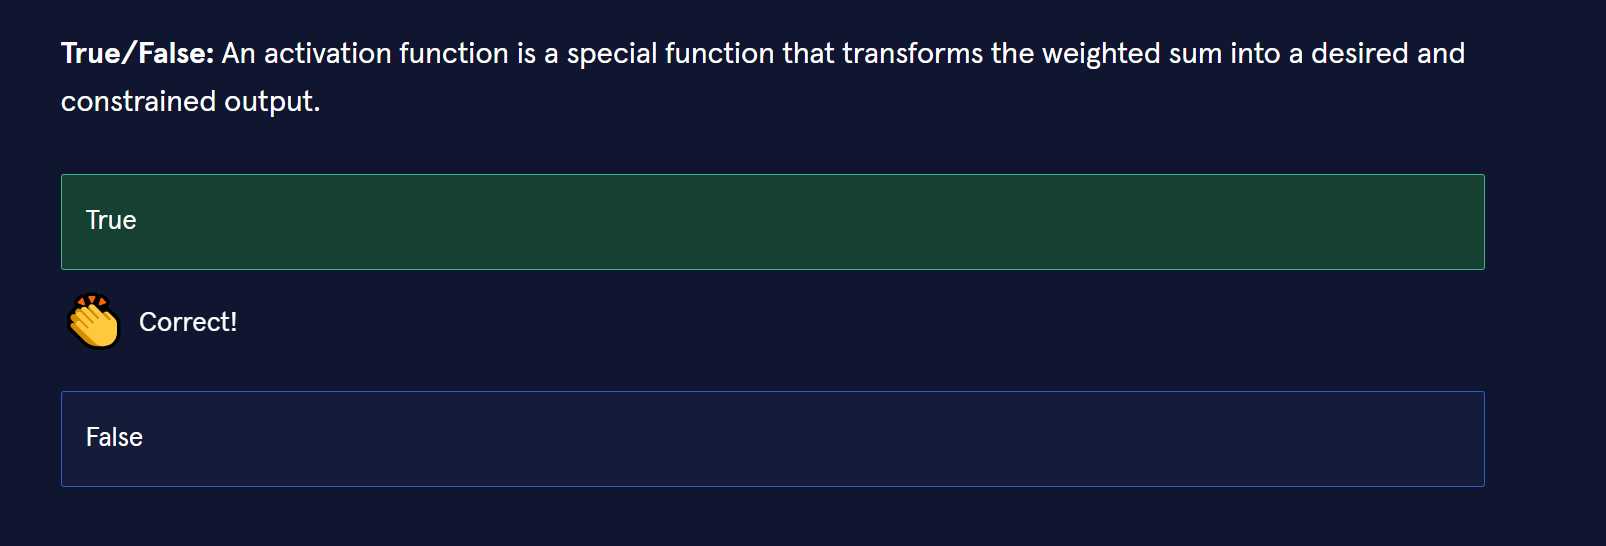 True/False: An activation function is a special function that transforms the weighted sum into a desired and
constrained output.
True
Correct!
False